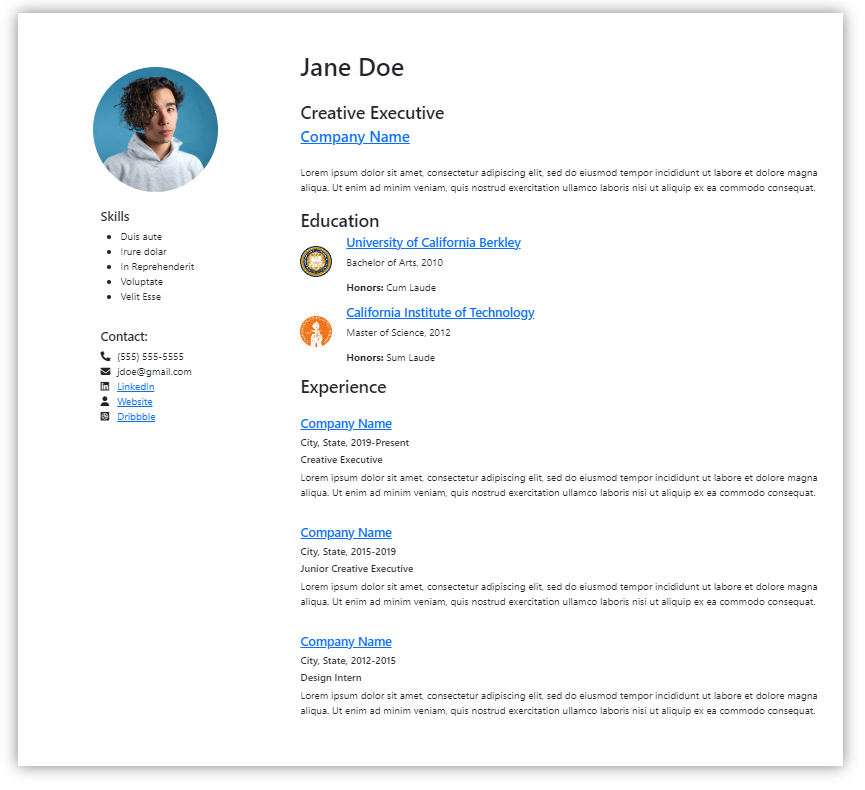 Jane Doe
Creative Executive
Company Name
Lorem ipsum dolor sit amet, consectetur adipiscing elit, sed do eiusmod tempor incididunt ut labore et dolore magna
aliqua. Ut enim ad minim veniam, quis nostrud exercitation ullamco laboris nisi ut aliquip ex ea commodo consequat.
Skills
Duis aute
Irure dolar
In Reprehenderit
Voluptate
Velit Esse
Contact:
(555) 555-5555
jdoe@gmail.com
LinkedIn
Website
Dribbble
Education
University of California Berkley
Bachelor of Arts, 2010
Honors: Cum Laude
California Institute of Technology
Master of Science, 2012
Honors: Sum Laude
Experience
Company Name
City, State, 2019-Present
Creative Executive
Lorem ipsum dolor sit amet, consectetur adipiscing elit, sed do eiusmod tempor incididunt ut labore et dolore magna
aliqua. Ut enim ad minim veniam, quis nostrud exercitation ullamco laboris nisi ut aliquip ex ea commodo consequat.
Company Name
City, State, 2015-2019
Junior Creative Executive
Lorem ipsum dolor sit amet, consectetur adipiscing elit, sed do eiusmod tempor incididunt ut labore et dolore magna
aliqua. Ut enim ad minim veniam, quis nostrud exercitation ullamco laboris nisi ut aliquip ex ea commodo consequat.
Company Name
City, State, 2012-2015
Design Intern
Lorem ipsum dolor sit amet, consectetur adipiscing elit, sed do eiusmod tempor incididunt ut labore et dolore magna
aliqua. Ut enim ad minim veniam, quis nostrud exercitation ullamco laboris nisi ut aliquip ex ea commodo consequat.